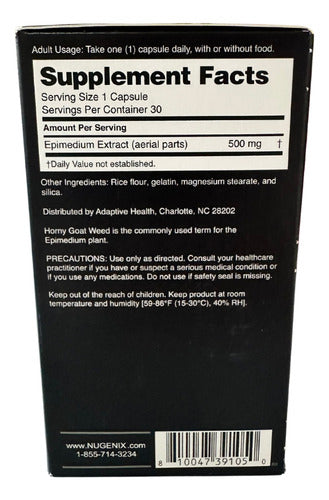 Adult Usage: Take one (1) capsule daily, with or without food.
Supplement Facts
Serving Size 1 Capsule
Servings Per Container 30
Amount Per Serving
Epimedium Extract (aerial parts) 500 mg †
†Daily Value not established.
Other Ingredients: Rice flour, gelatin, magnesium stearate, and
silica.
Distributed by Adaptive Health, Charlotte, NC 28202
Horny Goat Weed is the commonly used term for the
Epimedium plant.
PRECAUTIONS: Use only as directed. Consult your healthcare
practitioner if you have or suspect a serious medical condition or
if you use any medications. Do not use if safety seal is missing.
Keep out of the reach of children. Keep product at room
temperature and humidity [59-86°F (15-30°C), 40% RH].
www.NUGENIX.com
1-855-714-3234
8 10047 39105 0